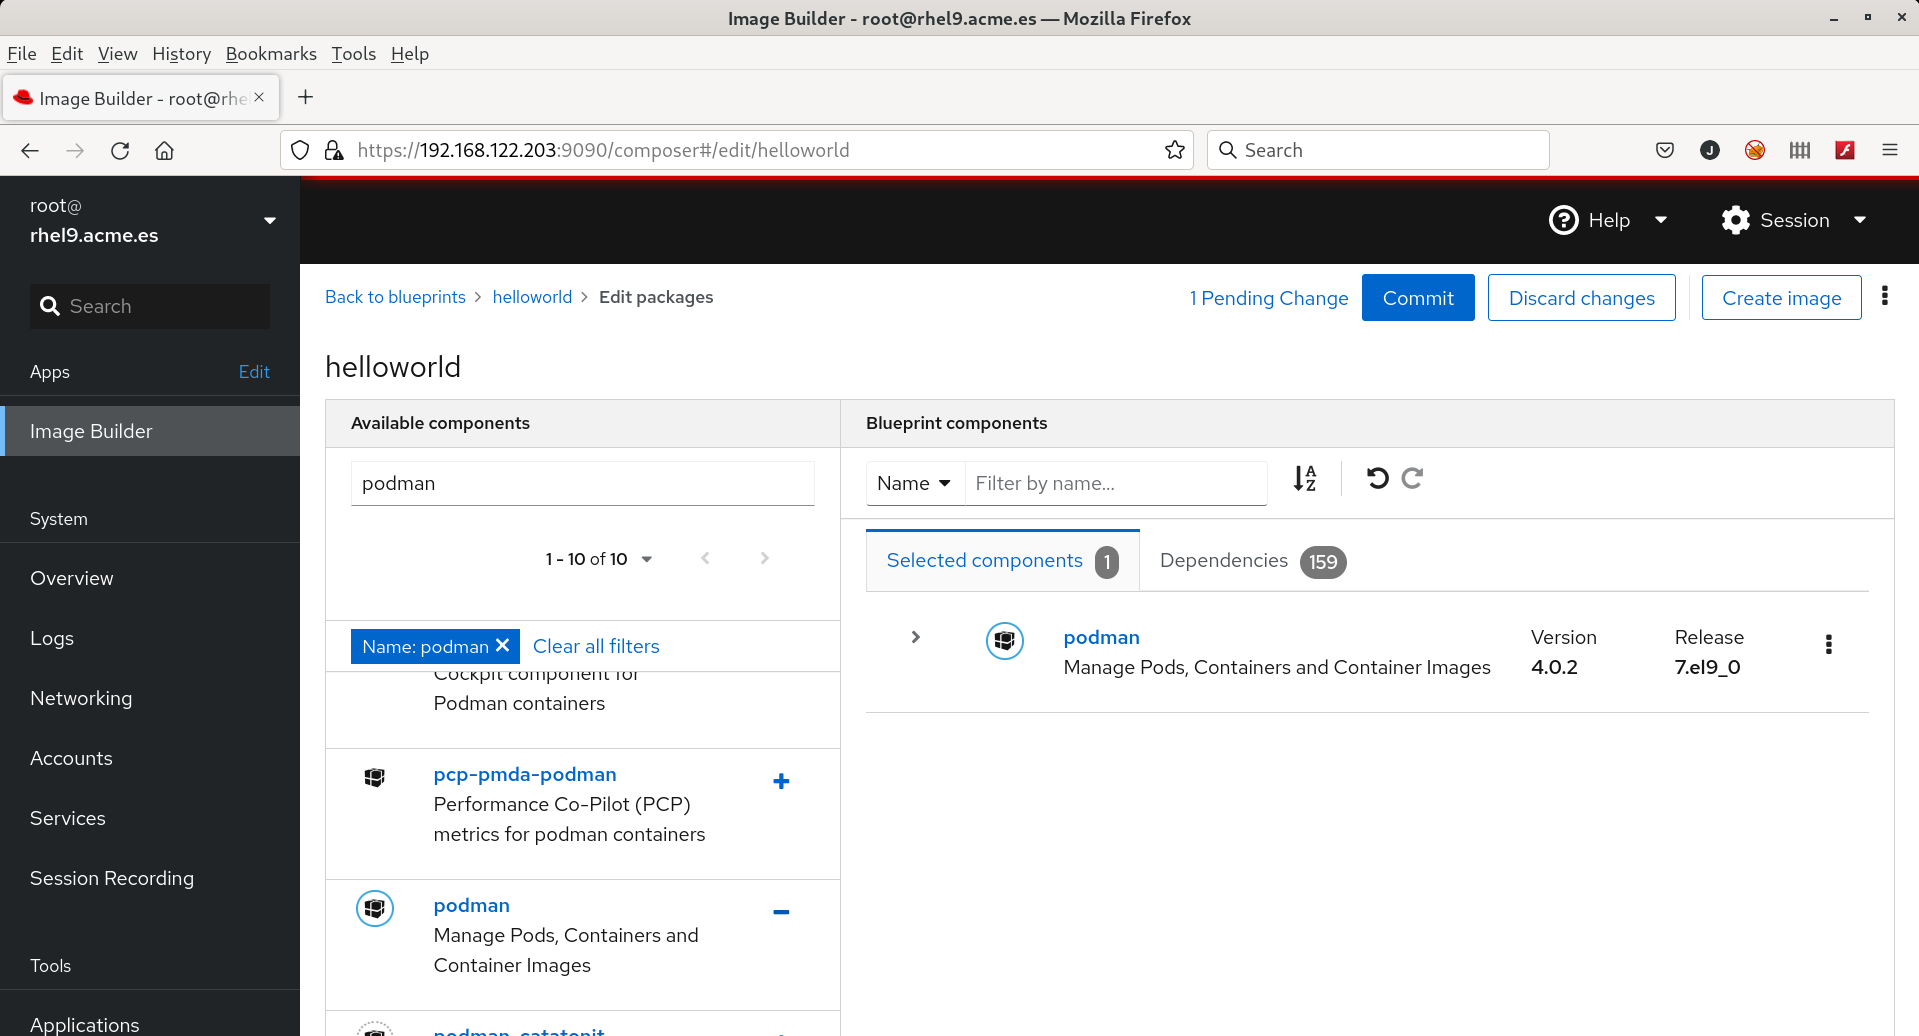 Image Builder - root@rhel9.acme.es — Mozilla Firefox
File Edit View History Bookmarks Tools Help
Image Builder - root@rhe
https://192.168.122.203:9090/composer#/edit/helloworld
Search
J
root@
rhel9.acme.es
Help
Session
Search
Apps
Edit
Image Builder
System
Overview
Logs
Networking
Accounts
Services
Session Recording
Tools
Applications
Back to blueprints > helloworld > Edit packages
1 Pending Change
Commit
Discard changes
Create image
helloworld
Available components
podman
1 - 10 of 10
Name: podman
Clear all filters
Cockpit component for
Podman containers
pcp-pmda-podman
Performance Co-Pilot (PCP)
metrics for podman containers
podman
Manage Pods, Containers and
Container Images
podman-catatonit
Blueprint components
Name
Filter by name...
A
Z
Selected components 1
Dependencies 159
podman
Manage Pods, Containers and Container Images
Version
4.0.2
Release
7.el9_0